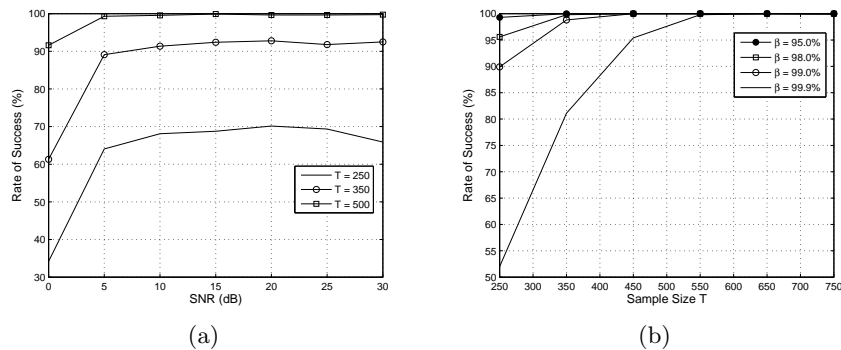 100
90
80
70
60
50
40
30
0 5 10 15 20 25 30
Rate of Success (%)
SNR (dB)
T = 250
T = 350
T = 500
(a)
100
95
90
85
80
75
70
65
60
55
50
250 300 350 400 450 500 550 600 650 700 750
Rate of Success (%)
Sample Size T
β = 95.0%
β = 98.0%
β = 99.0%
β = 99.9%
(b)